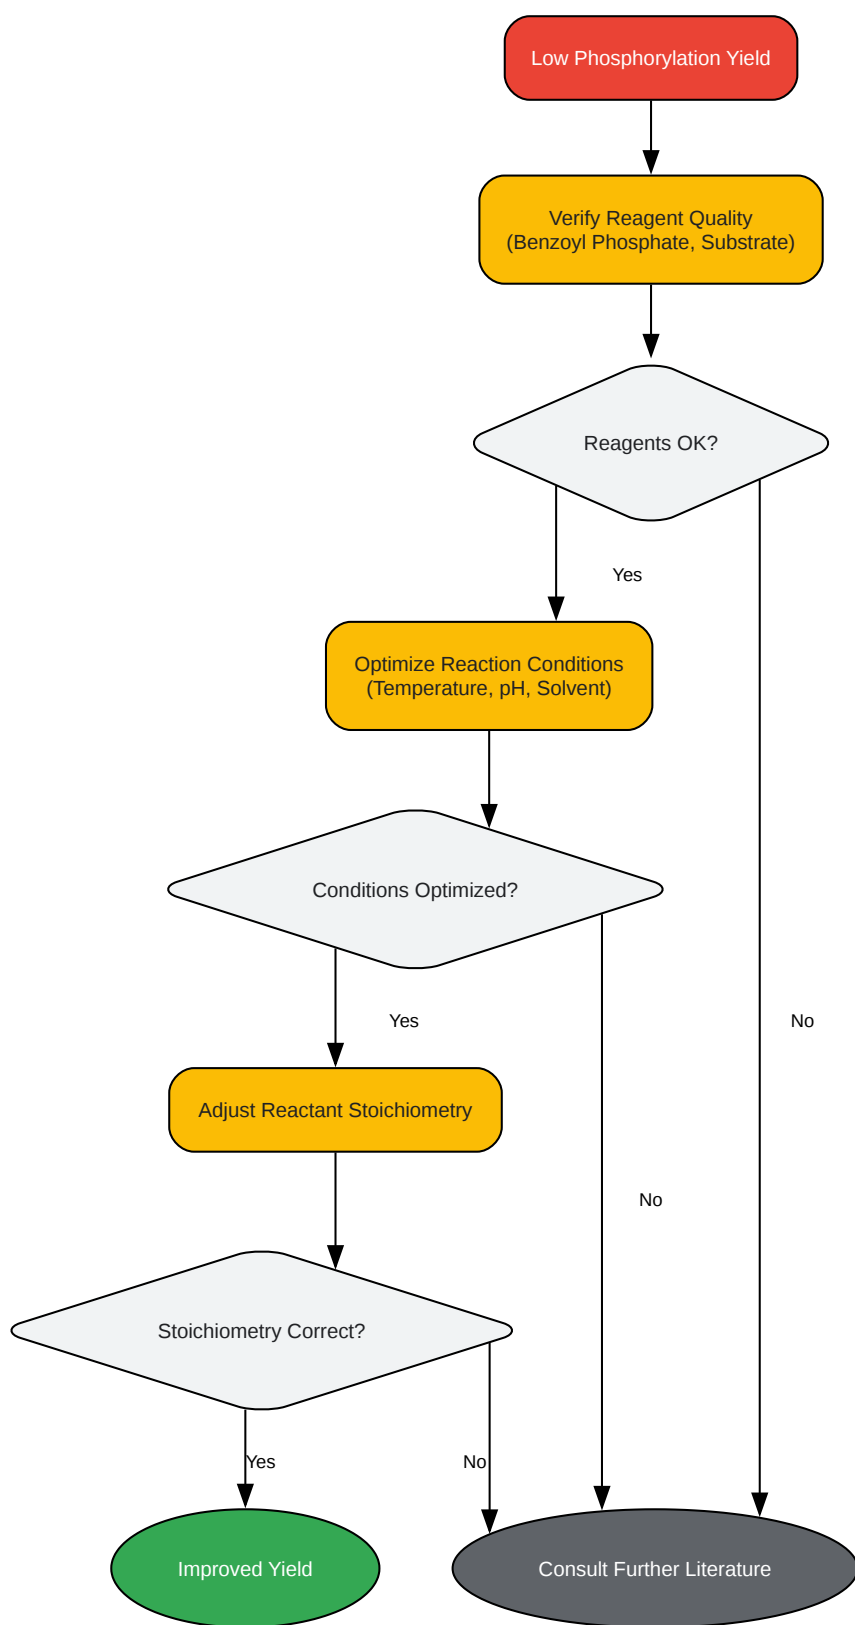 Low Phosphorylation Yield
Verify Reagent Quality
(Benzoyl Phosphate, Substrate)
Reagents OK?
Yes
Optimize Reaction Conditions
(Temperature, pH, Solvent)
Conditions Optimized?
Yes
No
Adjust Reactant Stoichiometry
No
Stoichiometry Correct?
Yes
No
Improved Yield
Consult Further Literature